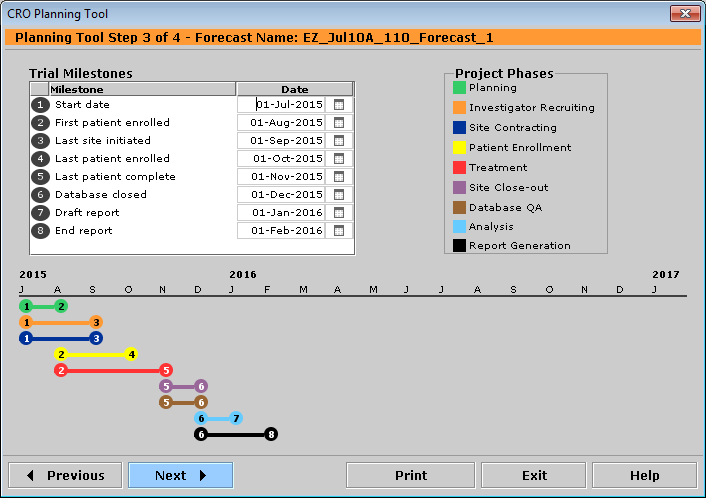 CRO Planning Tool
Planning Tool Step 3 of 4 - Forecast Name: EZ_Jul10A_110_Forecast_1
Trial Milestones
Milestone Date
1 Start date 01-Jul-2015
2 First patient enrolled 01-Aug-2015
3 Last site initiated 01-Sep-2015
4 Last patient enrolled 01-Oct-2015
5 Last patient complete 01-Nov-2015
6 Database closed 01-Dec-2015
7 Draft report 01-Jan-2016
8 End report 01-Feb-2016
Project Phases
Planning
Investigator Recruiting
Site Contracting
Patient Enrollment
Treatment
Site Close-out
Database QA
Analysis
Report Generation
2015 2016 2017
J A S O N D J F M A M J J A S O N D J
1 2
1 3
1 3
2 4
2 5
5 6
5 6
6 7
6 8
Previous Next Print Exit Help